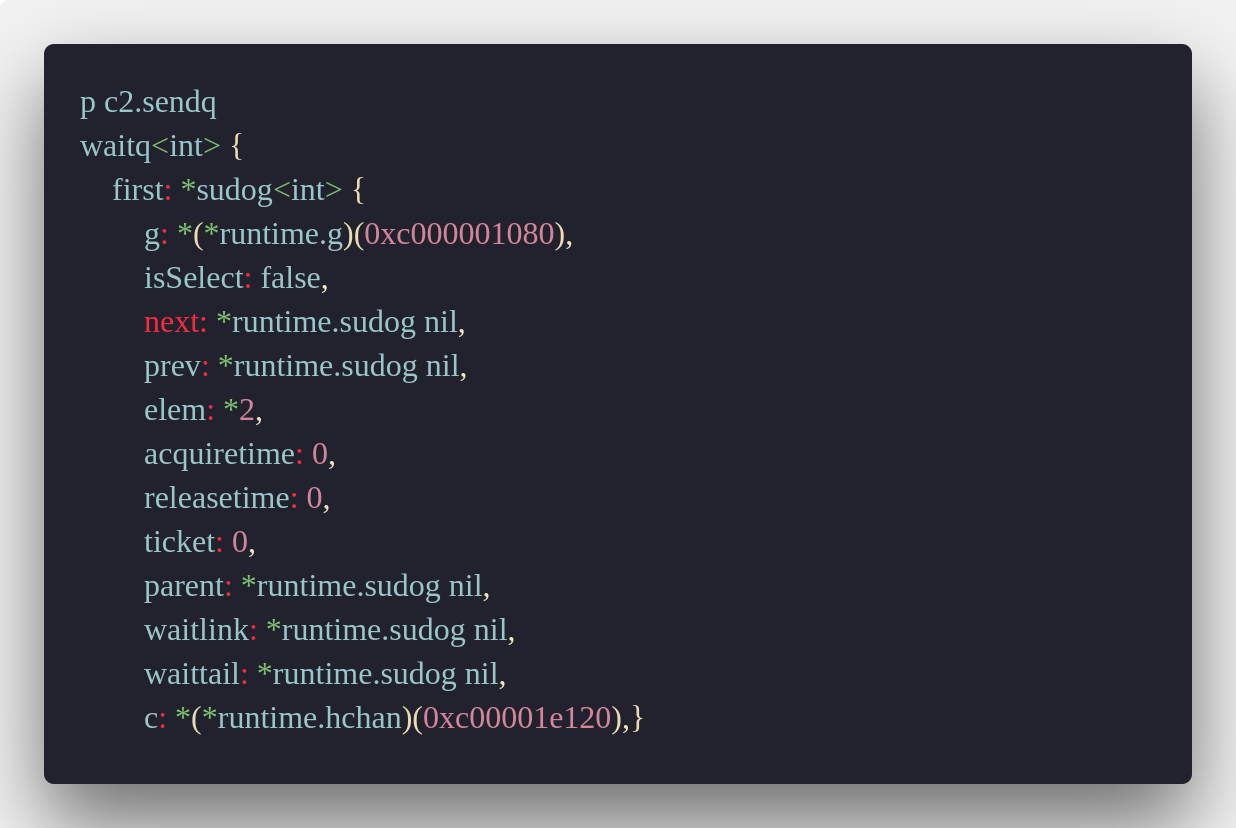 p c2.sendq
waitq<int> {
    first: *sudog<int> {
        g: *(*runtime.g)(0xc000001080),
        isSelect: false,
        next: *runtime.sudog nil,
        prev: *runtime.sudog nil,
        elem: *2,
        acquiretime: 0,
        releasetime: 0,
        ticket: 0,
        parent: *runtime.sudog nil,
        waitlink: *runtime.sudog nil,
        waittail: *runtime.sudog nil,
        c: *(*runtime.hchan)(0xc00001e120),}